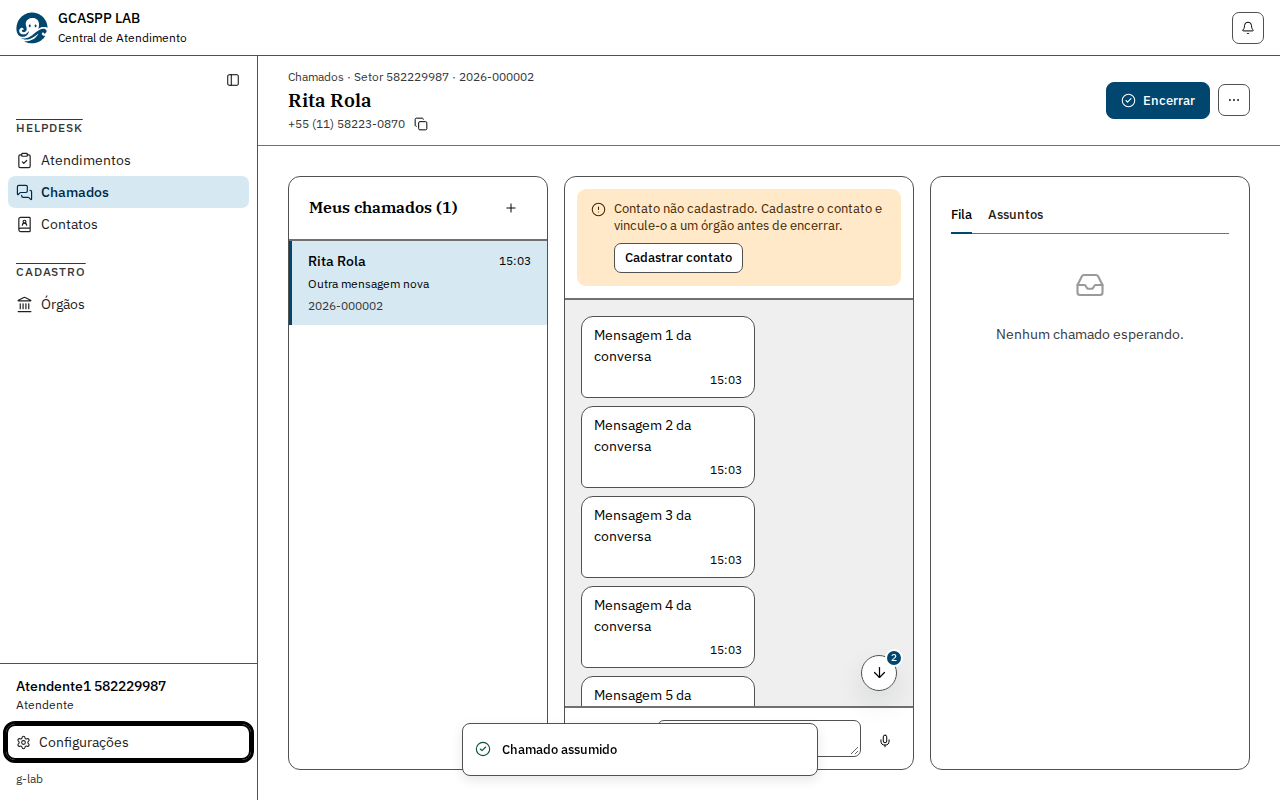 GCASPP LAB
Central de Atendimento
HELPDESK
Atendimentos
Chamados
Contatos
CADASTRO
Órgãos
Atendente1 582229987
Atendente
Configurações
g-lab
Chamados · Setor 582229987 · 2026-000002
Rita Rola
+55 (11) 58223-0870
Encerrar
Meus chamados (1)
Rita Rola 15:03
Outra mensagem nova
2026-000002
Contato não cadastrado. Cadastre o contato e
vincule-o a um órgão antes de encerrar.
Cadastrar contato
Mensagem 1 da
conversa
15:03
Mensagem 2 da
conversa
15:03
Mensagem 3 da
conversa
15:03
Mensagem 4 da
conversa
15:03
Mensagem 5 da
2
Chamado assumido
Fila Assuntos
Nenhum chamado esperando.